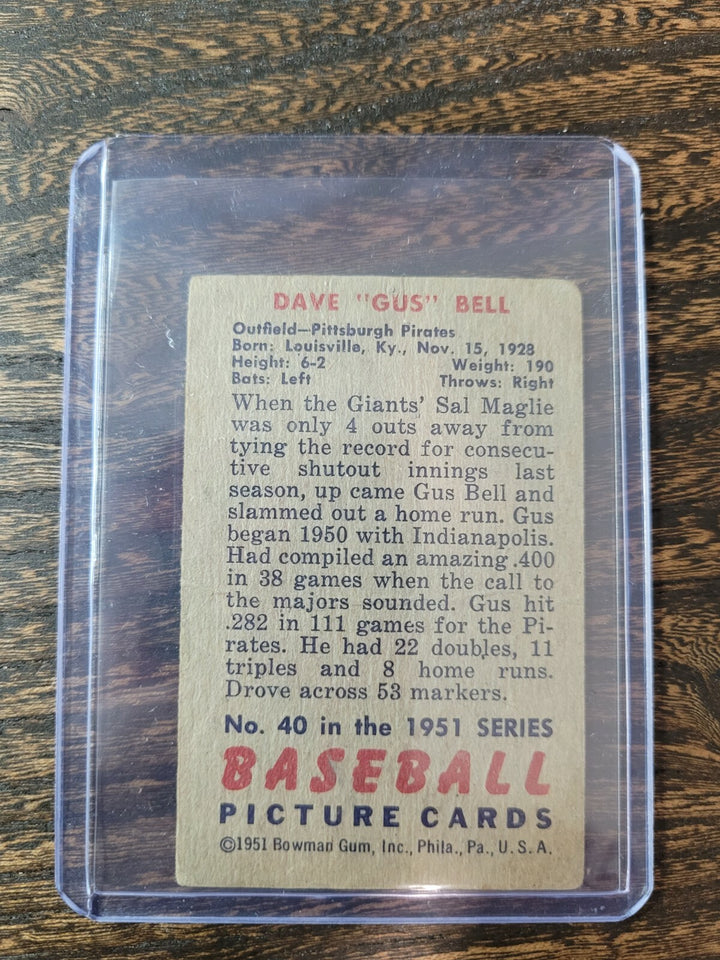 DAVE "GUS" BELL
Outfield—Pittsburgh Pirates
Born: Louisville, Ky., Nov. 15, 1928
Height: 6-2 Weight: 190
Bats: Left Throws: Right
When the Giants' Sal Maglie
was only 4 outs away from
tying the record for consecu-
tive shutout innings last
season, up came Gus Bell and
slammed out a home run. Gus
began 1950 with Indianapolis.
Had compiled an amazing .400
in 38 games when the call to
the majors sounded. Gus hit
.282 in 111 games for the Pi-
rates. He had 22 doubles, 11
triples and 8 home runs.
Drove across 53 markers.
No. 40 in the 1951 SERIES
BASEBALL
PICTURE CARDS
©1951 Bowman Gum, Inc., Phila., Pa., U.S.A.